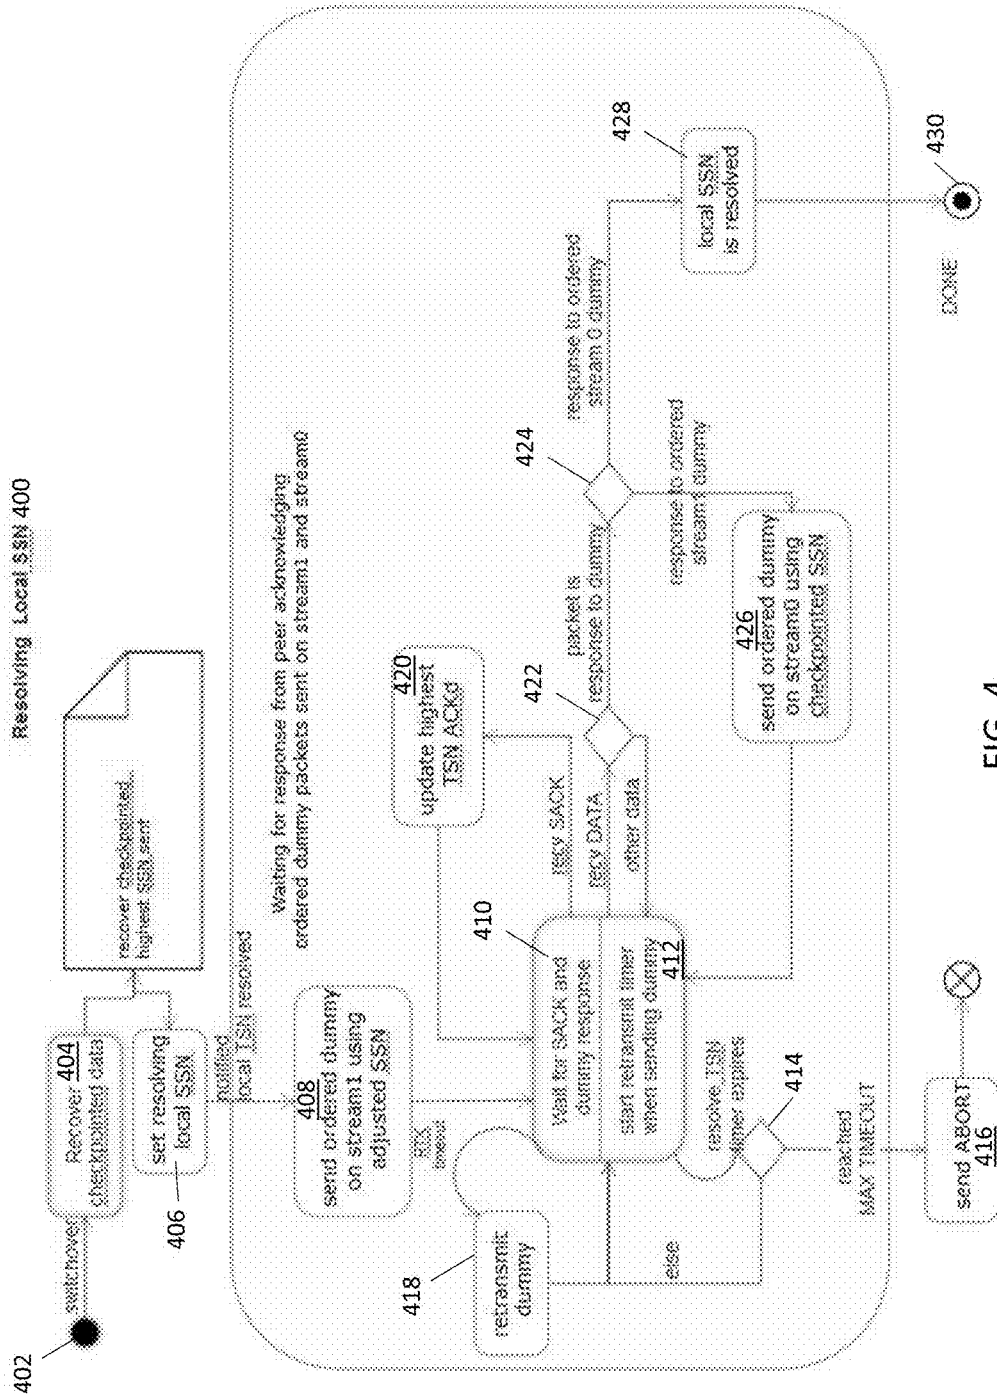 Resolving Local SSN 400
402
switchover
Recover 404
checkpointed data
recover checkpointed
highest SSN sent
set resolving
local SSN
406
notified
local TSN resolved
Waiting for response from peer acknowledging
ordered dummy packets sent on stream1 and stream0
408
send ordered dummy
on stream1 using
adjusted SSN
RTX
timeout
418
retransmit
dummy
420
update highest
TSN ACKd
410
Wait for SACK and
dummy response
start retransmit timer
when sending dummy
412
recv SACK
recv DATA
other data
422
packet is
response to dummy
424
response to ordered
stream 0 dummy
response to ordered
stream1 dummy
428
local SSN
is resolved
426
send ordered dummy
on stream0 using
checkpointed SSN
resolve TSN
timer expires
414
else
reached
MAX TIMEOUT
send ABORT
416
DONE
430
FIG. 4